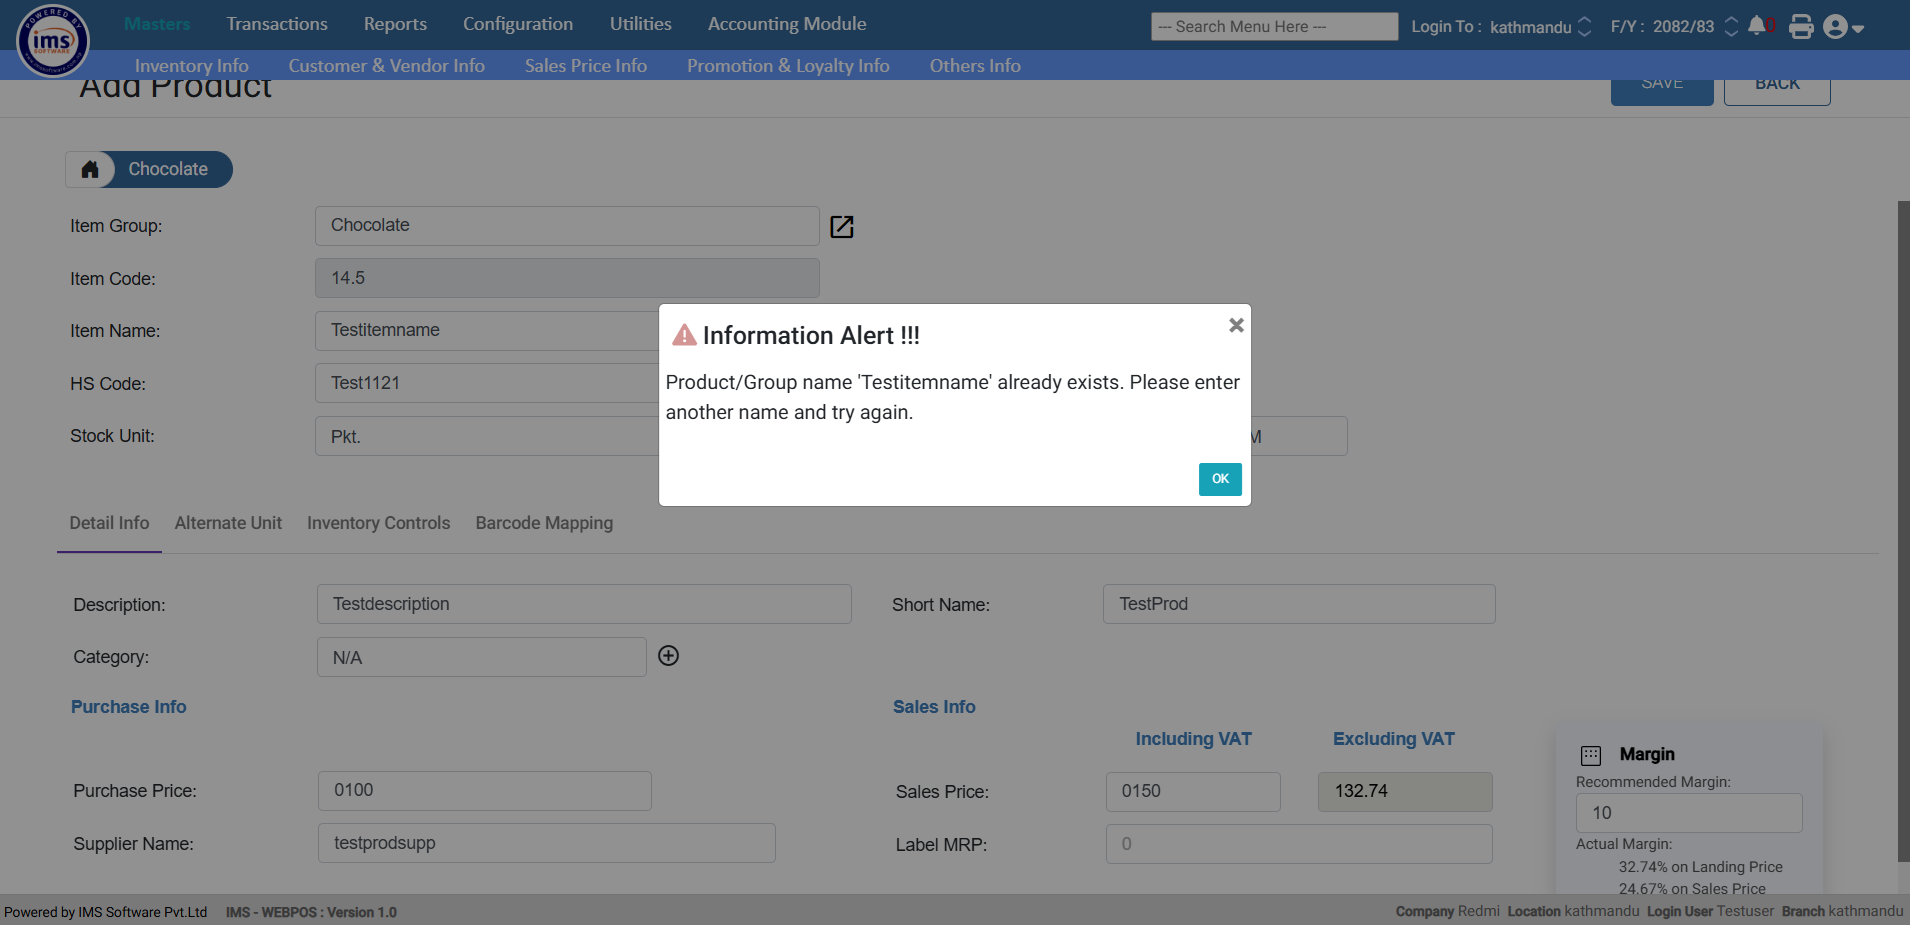 Masters Transactions Reports Configuration Utilities Accounting Module --- Search Menu Here --- Login To : kathmandu F/Y : 2082/83 0
POWERED BY ims SOFTWARE
Inventory Info Customer & Vendor Info Sales Price Info Promotion & Loyalty Info Others Info
Add Product SAVE BACK
Chocolate
Item Group: Chocolate
Item Code: 14.5
Item Name: Testitemname
HS Code: Test1121
Stock Unit: Pkt. M
Information Alert !!!
Product/Group name 'Testitemname' already exists. Please enter
another name and try again.
OK
Detail Info Alternate Unit Inventory Controls Barcode Mapping
Description: Testdescription Short Name: TestProd
Category: N/A
Purchase Info Sales Info
Including VAT Excluding VAT
Purchase Price: 0100 Sales Price: 0150 132.74
Supplier Name: testprodsupp Label MRP: 0
Margin
Recommended Margin:
10
Actual Margin:
32.74% on Landing Price
24.67% on Sales Price
Powered by IMS Software Pvt.Ltd IMS - WEBPOS : Version 1.0 Company Redmi Location kathmandu Login User Testuser Branch kathmandu